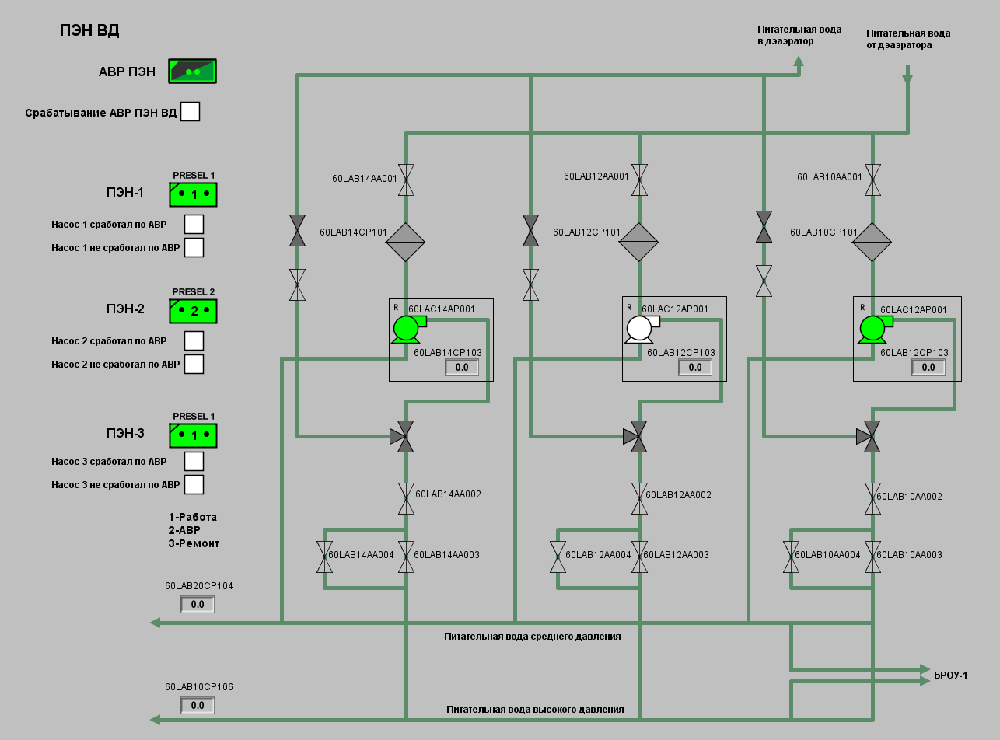 ПЭН ВД
Питательная вода
в дэаэратор
Питательная вода
от дэаэратора
АВР ПЭН
Срабатывание АВР ПЭН ВД
PRESEL 1
ПЭН-1
1
60LAB14AA001
60LAB12AA001
60LAB10AA001
Насос 1 сработал по АВР
60LAB14CP101
60LAB12CP101
60LAB10CP101
Насос 1 не сработал по АВР
PRESEL 2
ПЭН-2
2
R
60LAC14AP001
R
60LAC12AP001
R
60LAC12AP001
Насос 2 сработал по АВР
60LAB14CP103
60LAB12CP103
60LAB12CP103
Насос 2 не сработал по АВР
0.0
0.0
0.0
PRESEL 1
ПЭН-3
1
Насос 3 сработал по АВР
Насос 3 не сработал по АВР
60LAB14AA002
60LAB12AA002
60LAB10AA002
1-Работа
2-АВР
3-Ремонт
60LAB14AA004
60LAB14AA003
60LAB12AA004
60LAB12AA003
60LAB10AA004
60LAB10AA003
60LAB20CP104
0.0
Питательная вода среднего давления
БРОУ-1
60LAB10CP106
0.0
Питательная вода высокого давления